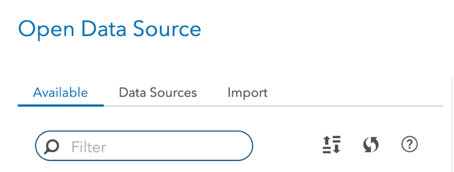 Open Data Source
Available Data Sources Import
Filter